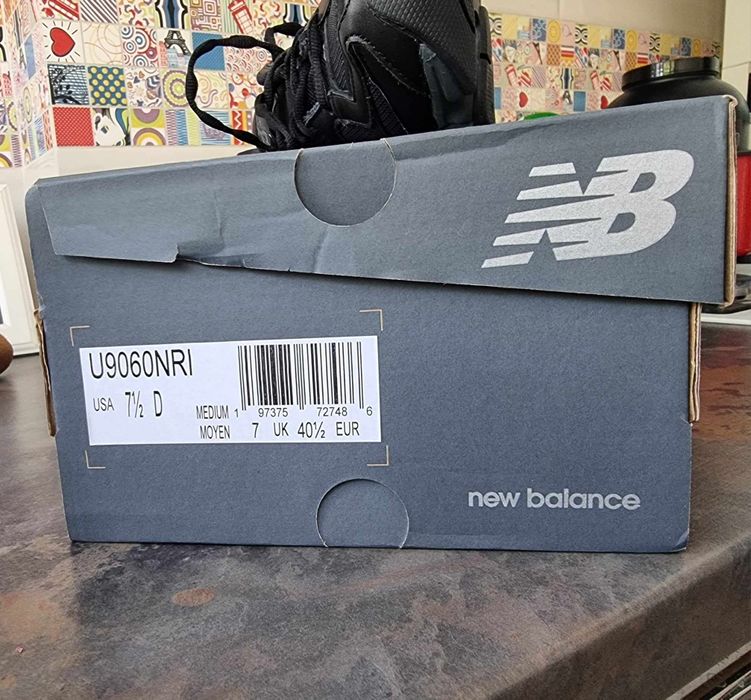 NB
U9060NRI
USA 7½ D
MEDIUM 1 97375 72748 6
MOYEN 7 UK 40½ EUR
new balance